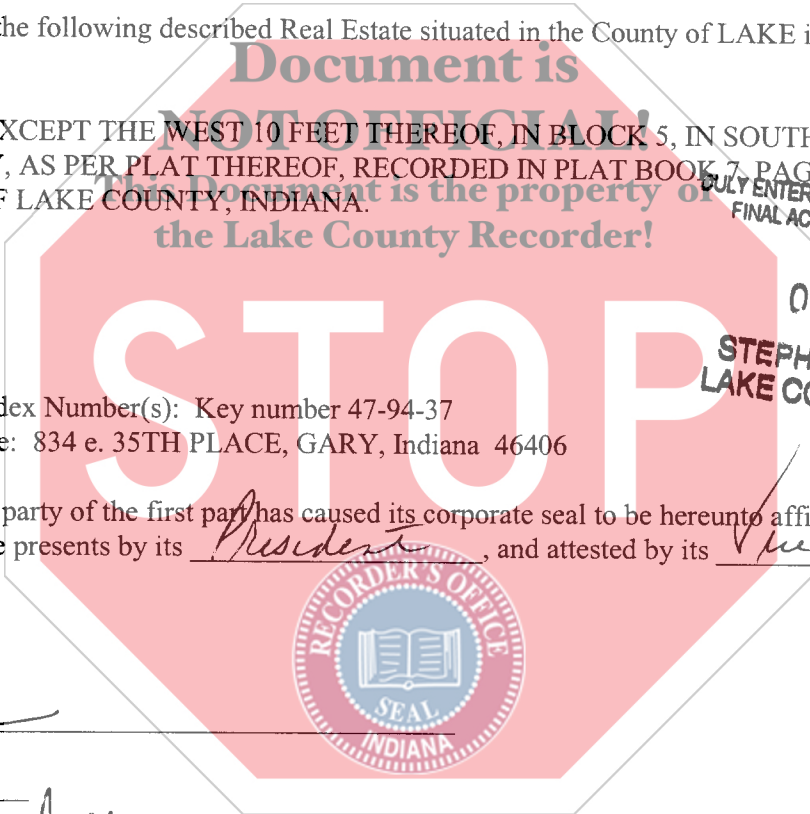 the following described Real Estate situated in the County of LAKE i
Document is
NOT OFFICIAL!
XCEPT THE WEST 10 FEET THEREOF, IN BLOCK 5, IN SOUTH
, AS PER PLAT THEREOF, RECORDED IN PLAT BOOK 7, PAG
This Document is the property of
DULY ENTER
F LAKE COUNTY, INDIANA.
FINAL AC
the Lake County Recorder!
STOP
STEPH
LAKE CO
dex Number(s): Key number 47-94-37
e: 834 e. 35TH PLACE, GARY, Indiana 46406
party of the first part has caused its corporate seal to be hereunto affi
e presents by its President, and attested by its
RECORDER'S OFFICE
SEAL
INDIANA